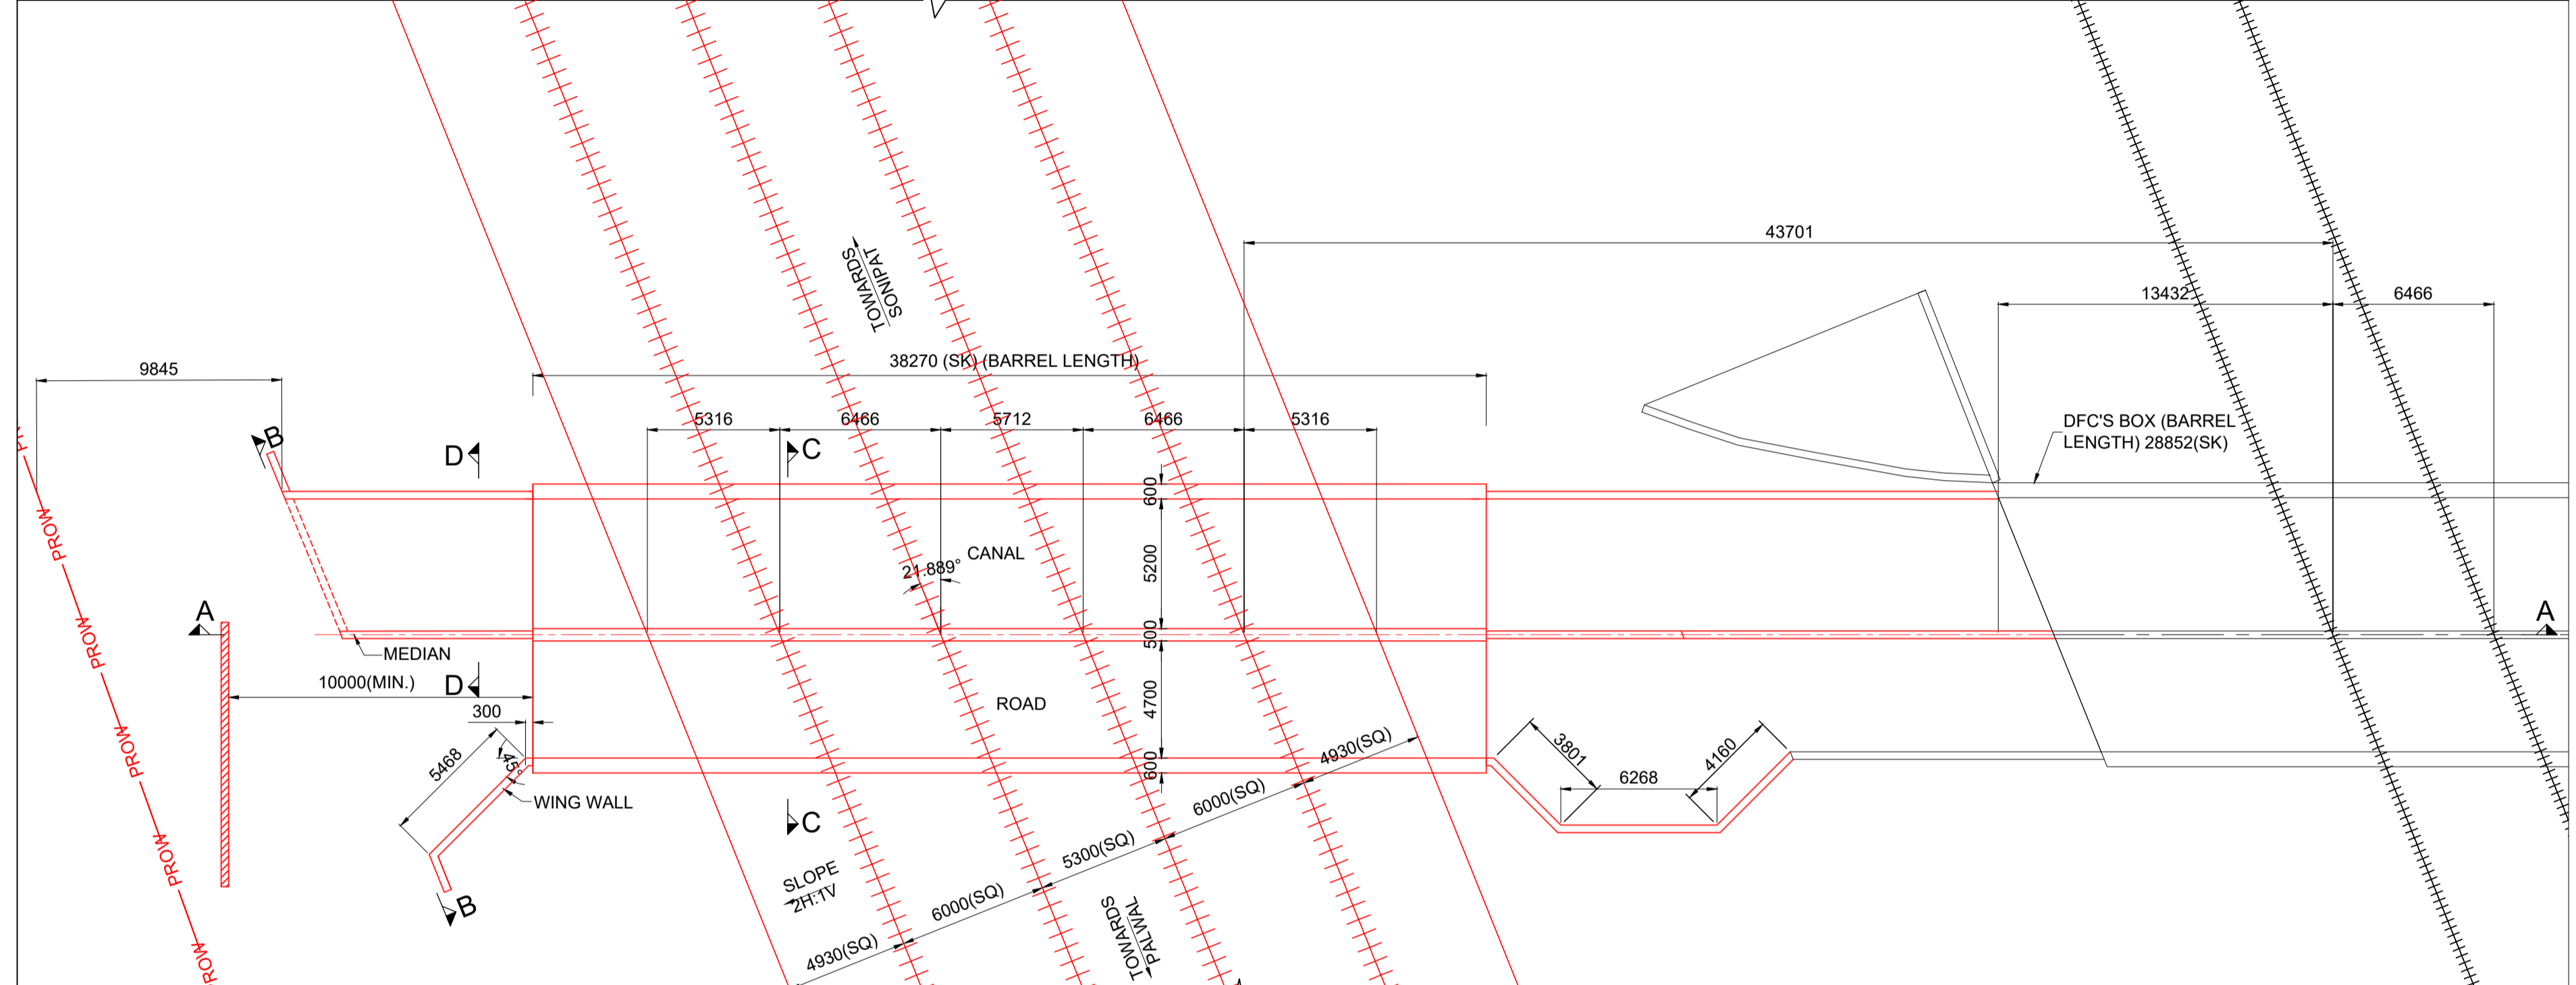 43701
13432
6466
TOWARDS
SONIPAT
38270 (SK) (BARREL LENGTH)
9845
5316
6466
5712
6466
5316
DFC'S BOX (BARREL
LENGTH) 28852(SK)
B
D
C
600
CANAL
21.889°
5200
PROW
PROW
PROW
PROW
PROW
PROW
A
500
A
MEDIAN
10000(MIN.)
D
ROAD
4700
300
5468
45°
WING WALL
600
4930(SQ)
3801
6268
4160
6000(SQ)
C
5300(SQ)
SLOPE
2H:1V
6000(SQ)
B
TOWARDS
PALWAL
4930(SQ)
ROW